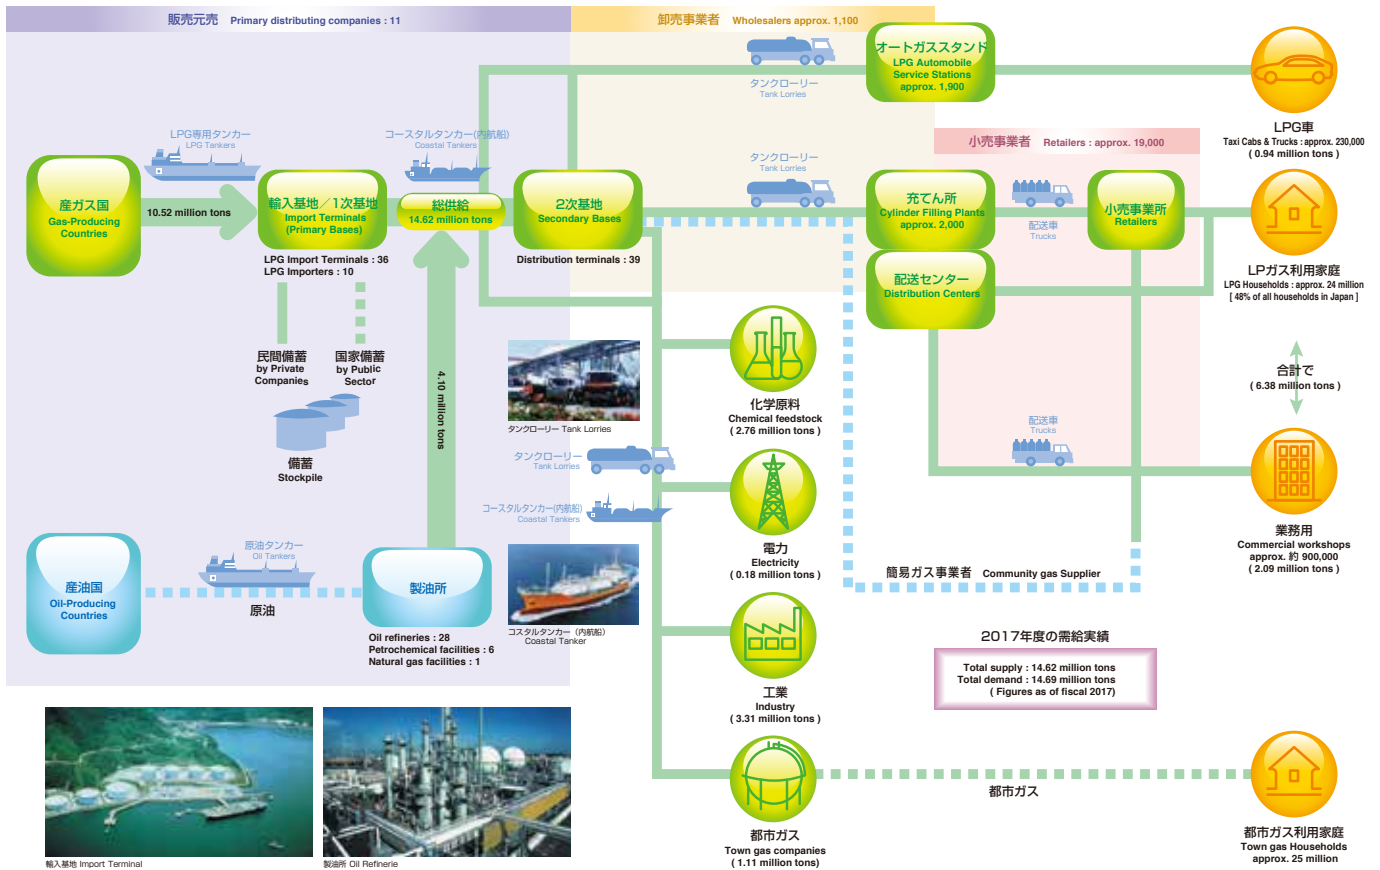 販売元売 Primary distributing companies : 11
卸売事業者 Wholesalers approx. 1,100
タンクローリー
Tank Lorries
オートガススタンド
LPG Automobile
Service Stations
approx. 1,900
LPG車
Taxi Cabs & Trucks : approx. 230,000
( 0.94 million tons )
小売事業者 Retailers : approx. 19,000
LPG専用タンカー
LPG Tankers
コースタルタンカー(内航船)
Coastal Tankers
タンクローリー
Tank Lorries
産ガス国
Gas-Producing
Countries
10.52 million tons
輸入基地／1次基地
Import Terminals
(Primary Bases)
LPG Import Terminals : 36
LPG Importers : 10
総供給
14.62 million tons
2次基地
Secondary Bases
Distribution terminals : 39
充てん所
Cylinder Filling Plants
approx. 2,000
配送車
Trucks
小売事業所
Retailers
配送センター
Distribution Centers
LPガス利用家庭
LPG Households : approx. 24 million
[ 48% of all households in Japan ]
民間備蓄
by Private
Companies
国家備蓄
by Public
Sector
備蓄
Stockpile
4.10 million tons
タンクローリー Tank Lorries
タンクローリー
Tank Lorries
コースタルタンカー(内航船)
Coastal Tankers
化学原料
Chemical feedstock
( 2.76 million tons )
合計で
( 6.38 million tons )
配送車
Trucks
電力
Electricity
( 0.18 million tons )
業務用
Commercial workshops
approx. 約 900,000
( 2.09 million tons )
簡易ガス事業者 Community gas Supplier
産油国
Oil-Producing
Countries
原油タンカー
Oil Tankers
原油
製油所
Oil refineries : 28
Petrochemical facilities : 6
Natural gas facilities : 1
コスタルタンカー（内航船）
Coastal Tanker
工業
Industry
( 3.31 million tons )
2017年度の需給実績
Total supply : 14.62 million tons
Total demand : 14.69 million tons
( Figures as of fiscal 2017)
都市ガス
Town gas companies
( 1.11 million tons)
都市ガス
都市ガス利用家庭
Town gas Households
approx. 25 million
輸入基地 Import Terminal
製油所 Oil Refinerie